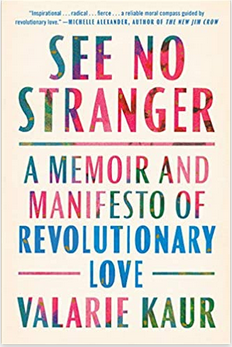 "Inspirational ... radical ... fierce ... a reliable moral compass guided by
revolutionary love." —MICHELLE ALEXANDER, AUTHOR OF THE NEW JIM CROW
SEE NO
STRANGER
A MEMOIR AND
MANIFESTO OF
REVOLUTIONARY
LOVE
VALARIE KAUR